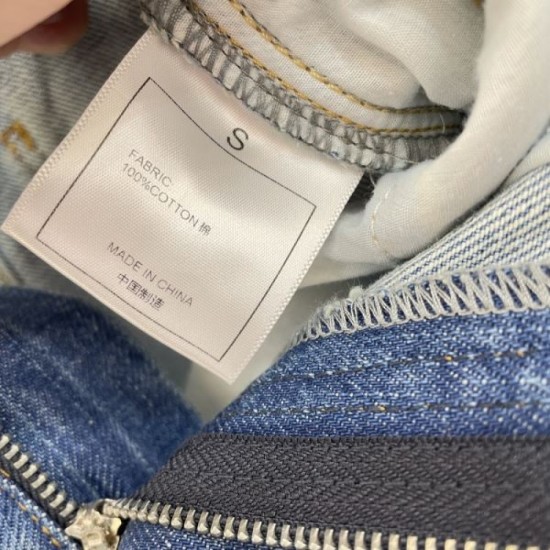 S
FABRIC:
100%COTTON 棉
MADE IN CHINA
中国制造